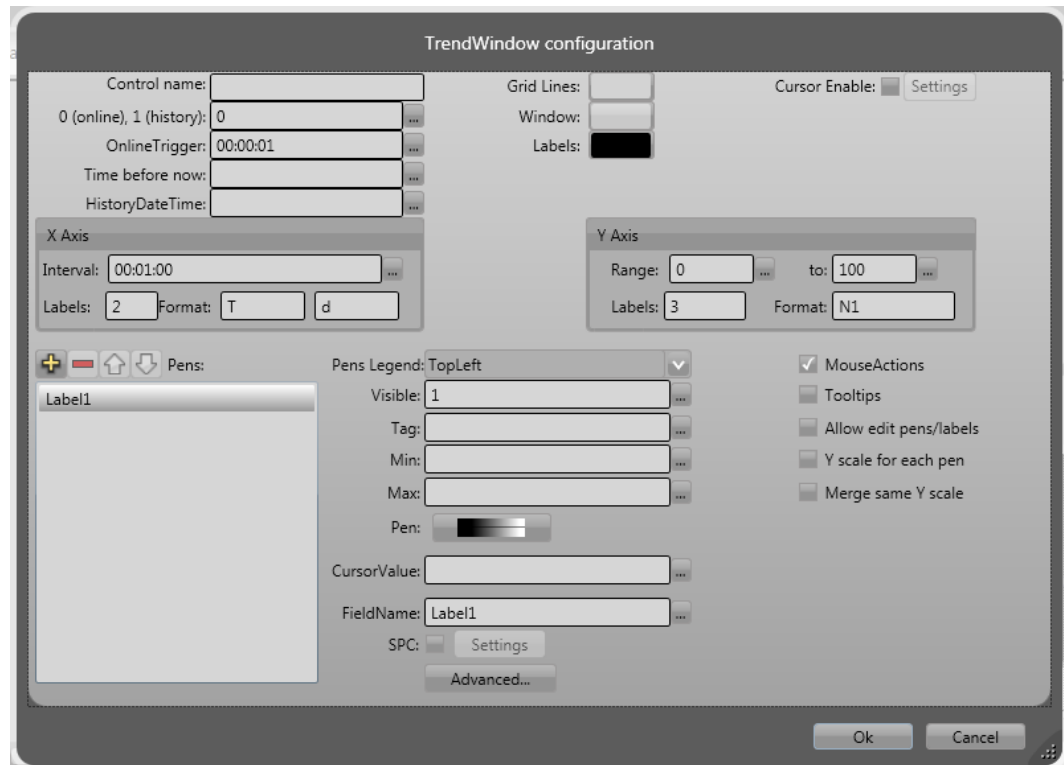 TrendWindow configuration
Control name:
Grid Lines:
Cursor Enable: Settings
0 (online), 1 (history): 0 ...
Window:
OnlineTrigger: 00:00:01 ...
Labels:
Time before now: ...
HistoryDateTime: ...
X Axis
Interval: 00:01:00 ...
Labels: 2 Format: T d
Y Axis
Range: 0 ... to: 100 ...
Labels: 3 Format: N1
Pens:
Label1
Pens Legend: TopLeft
Visible: 1 ...
Tag: ...
Min: ...
Max: ...
Pen:
CursorValue: ...
FieldName: Label1 ...
SPC: Settings
Advanced...
MouseActions
Tooltips
Allow edit pens/labels
Y scale for each pen
Merge same Y scale
Ok Cancel